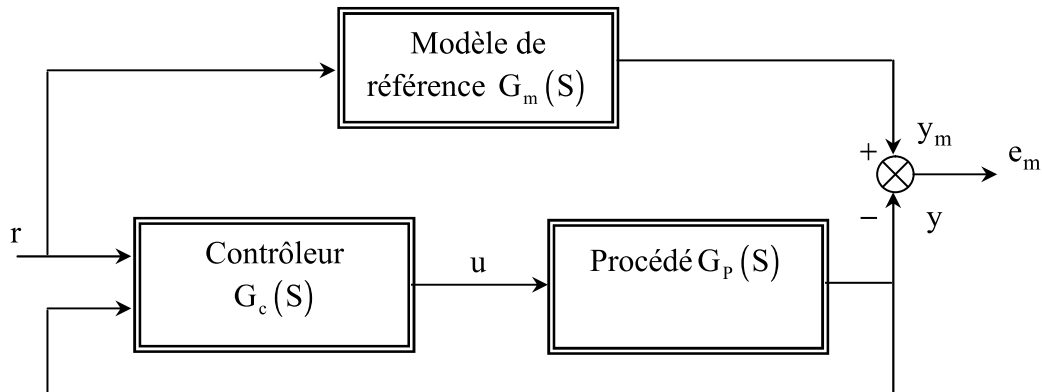 Modèle de
référence G_m(S)
y_m
+
e_m
−
y
r
Contrôleur
G_c(S)
u
Procédé G_P(S)